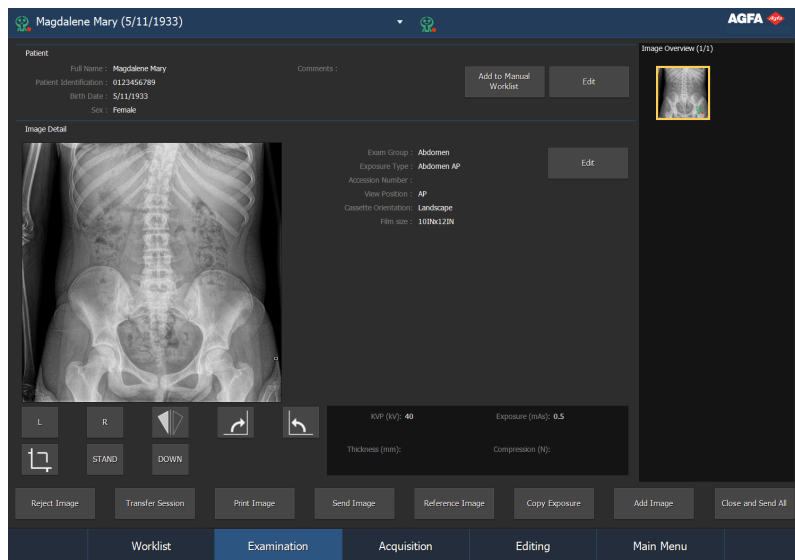 Magdalene Mary (5/11/1933)
AGFA
Patient
Full Name : Magdalene Mary
Patient Identification : 0123456789
Birth Date : 5/11/1933
Sex : Female
Comments :
Add to Manual
Worklist
Edit
Image Overview (1/1)
Image Detail
Exam Group : Abdomen
Exposure Type : Abdomen AP
Accession Number :
View Position : AP
Cassette Orientation: Landscape
Film size : 10INx12IN
Edit
L
R
STAND
DOWN
KVP (kV): 40
Exposure (mAs): 0.5
Thickness (mm):
Compression (N):
Reject Image
Transfer Session
Print Image
Send Image
Reference Image
Copy Exposure
Add Image
Close and Send All
Worklist
Examination
Acquisition
Editing
Main Menu